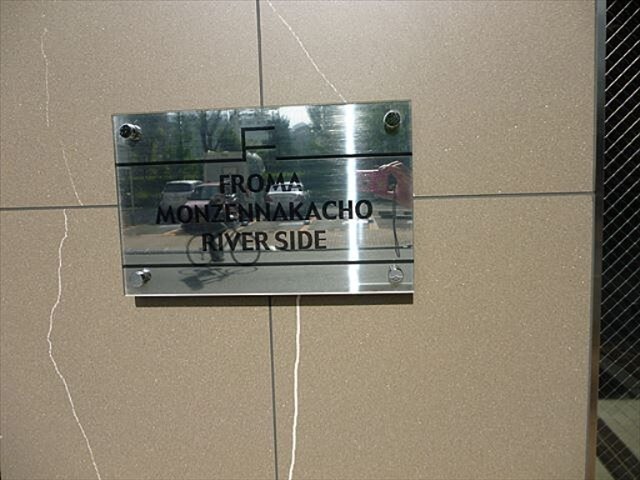 F
FROMA
MONZENNAKACHO
RIVER SIDE